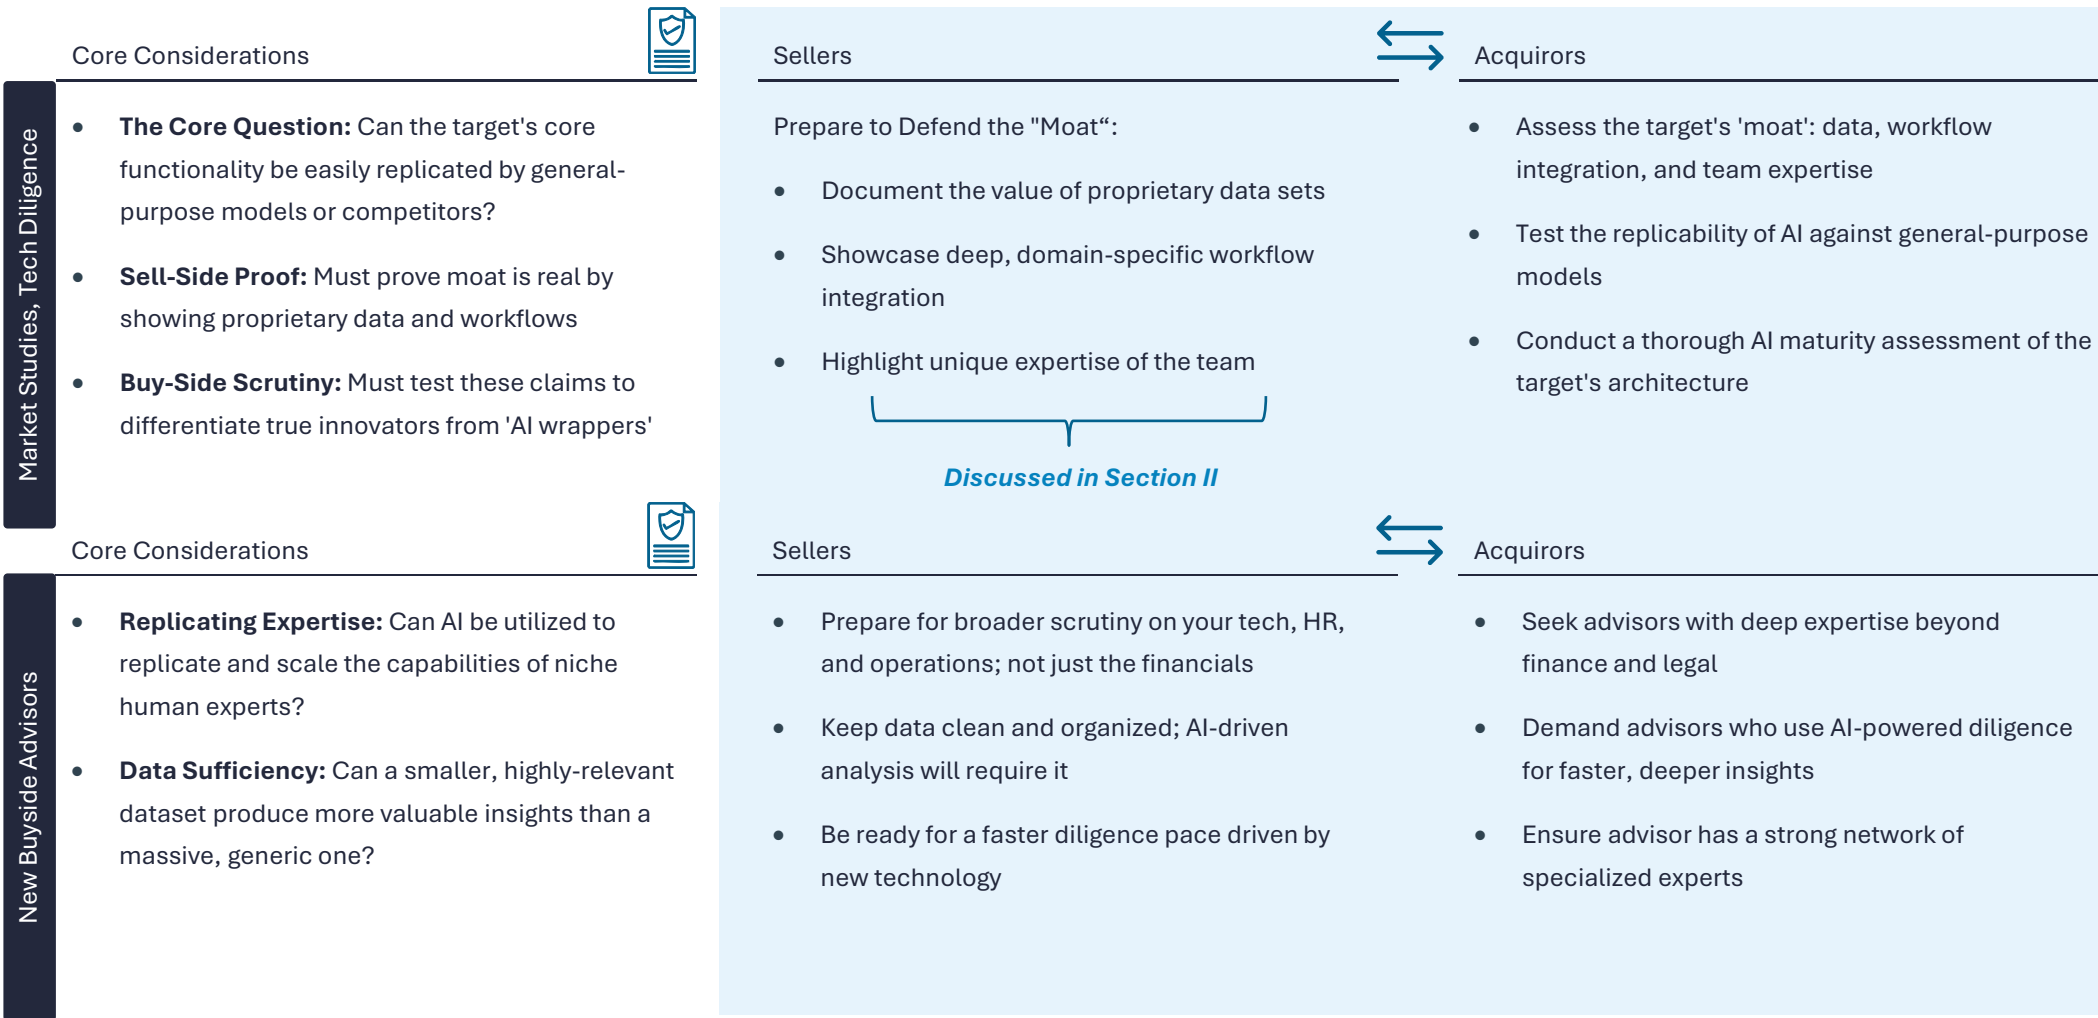 Market Studies, Tech Diligence
Core Considerations
• The Core Question: Can the target's core
functionality be easily replicated by general-
purpose models or competitors?
• Sell-Side Proof: Must prove moat is real by
showing proprietary data and workflows
• Buy-Side Scrutiny: Must test these claims to
differentiate true innovators from 'AI wrappers'
Sellers
Prepare to Defend the "Moat“:
• Document the value of proprietary data sets
• Showcase deep, domain-specific workflow
integration
• Highlight unique expertise of the team
Discussed in Section II
Acquirors
• Assess the target's 'moat': data, workflow
integration, and team expertise
• Test the replicability of AI against general-purpose
models
• Conduct a thorough AI maturity assessment of the
target's architecture
New Buyside Advisors
Core Considerations
• Replicating Expertise: Can AI be utilized to
replicate and scale the capabilities of niche
human experts?
• Data Sufficiency: Can a smaller, highly-relevant
dataset produce more valuable insights than a
massive, generic one?
Sellers
• Prepare for broader scrutiny on your tech, HR,
and operations; not just the financials
• Keep data clean and organized; AI-driven
analysis will require it
• Be ready for a faster diligence pace driven by
new technology
Acquirors
• Seek advisors with deep expertise beyond
finance and legal
• Demand advisors who use AI-powered diligence
for faster, deeper insights
• Ensure advisor has a strong network of
specialized experts